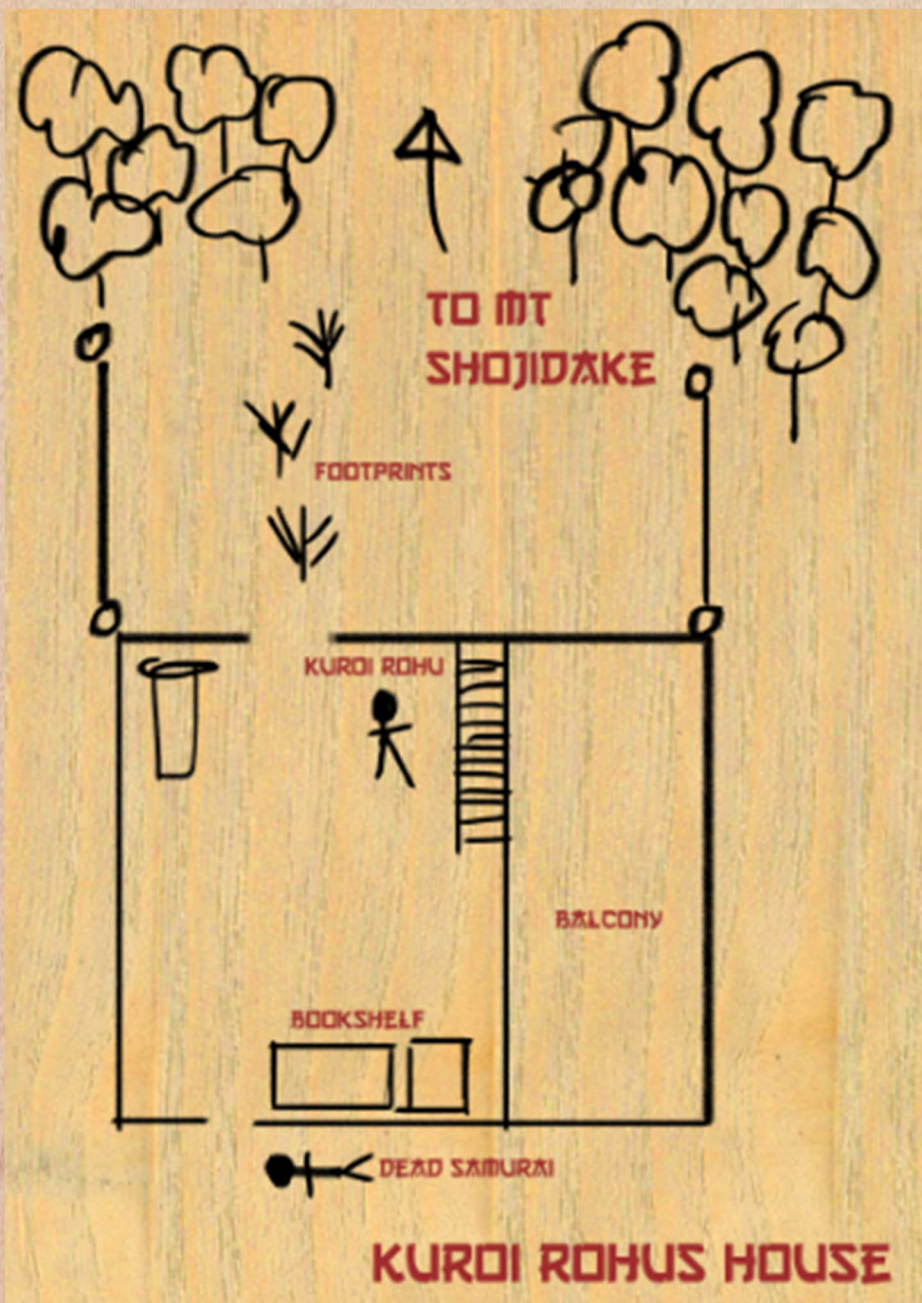 TO MT
SHOJIDAKE
FOOTPRINTS
KUROI ROHU
BALCONY
BOOKSHELF
DEAD SAMURAI
KUROI ROHUS HOUSE